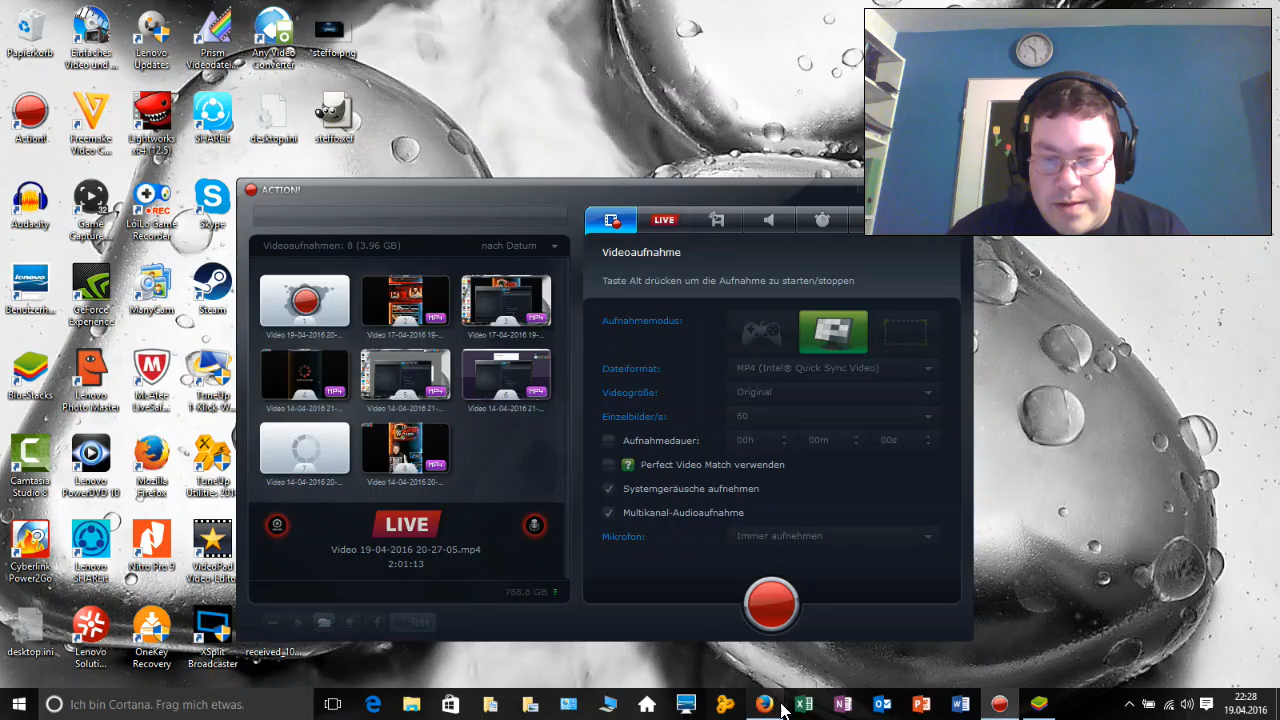 Papierkorb
Einfaches Video und ...
Lenovo Updates
Prism Videodatei...
Any Video Converter
steffo.png
Action!
Freemake Video C...
Lightworks x64 (12.5)
SHAREit
desktop.ini
steffo.xcf
Audacity
Game Capture...
LoiLo Game Recorder
Skype
Benutzerh...
GeForce Experience
ManyCam
Steam
BlueStacks
Lenovo Photo Master
McAfee LiveSaf...
TuneUp 1-Klick-W...
Camtasia Studio 8
Lenovo PowerDVD 10
Mozilla Firefox
TuneUp Utilities 201...
Cyberlink Power2Go
Lenovo SHAREit
Nitro Pro 9
VideoPad Video-Editor
desktop.ini
Lenovo Soluti...
OneKey Recovery
XSplit Broadcaster
received_10...
ACTION!
Videoaufnahmen: 8 (3.96 GB)
nach Datum
Video 19-04-2016 20-...
Video 17-04-2016 19-...
Video 17-04-2016 19-...
Video 14-04-2016 21-...
Video 14-04-2016 21-...
Video 14-04-2016 21-...
Video 14-04-2016 20-...
Video 14-04-2016 20-...
LIVE
Video 19-04-2016 20-27-05.mp4
2:01:13
788.8 GB
LIVE
Videoaufnahme
Taste Alt drücken um die Aufnahme zu starten/stoppen
Aufnahmemodus:
Dateiformat:
MP4 (Intel® Quick Sync Video)
Videogröße:
Original
Einzelbilder/s:
60
Aufnahmedauer:
00h
00m
00s
Perfect Video Match verwenden
Systemgeräusche aufnehmen
Multikanal-Audioaufnahme
Mikrofon:
Immer aufnehmen
Ich bin Cortana. Frag mich etwas.
22:28
19.04.2016